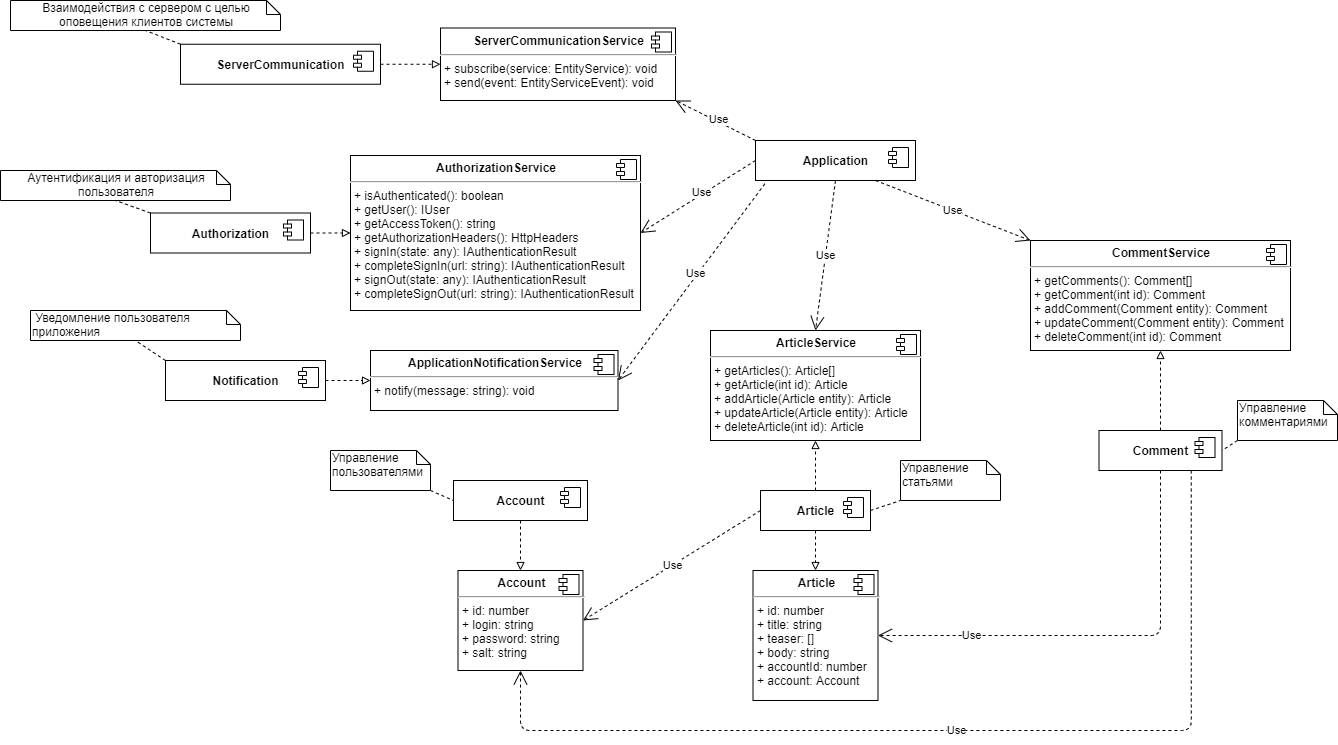 Взаимодействия с сервером с целью
оповещения клиентов системы
ServerCommunication
ServerCommunicationService
+ subscribe(service: EntityService): void
+ send(event: EntityServiceEvent): void
Use
Application
Аутентификация и авторизация
пользователя
Authorization
AuthorizationService
+ isAuthenticated(): boolean
+ getUser(): IUser
+ getAccessToken(): string
+ getAuthorizationHeaders(): HttpHeaders
+ signIn(state: any): IAuthenticationResult
+ completeSignIn(url: string): IAuthenticationResult
+ signOut(state: any): IAuthenticationResult
+ completeSignOut(url: string): IAuthenticationResult
Use
Use
Use
Use
CommentService
+ getComments(): Comment[]
+ getComment(int id): Comment
+ addComment(Comment entity): Comment
+ updateComment(Comment entity): Comment
+ deleteComment(int id): Comment
Уведомление пользователя
приложения
Notification
ApplicationNotificationService
+ notify(message: string): void
ArticleService
+ getArticles(): Article[]
+ getArticle(int id): Article
+ addArticle(Article entity): Article
+ updateArticle(Article entity): Article
+ deleteArticle(int id): Article
Управление
комментариями
Comment
Управление
пользователями
Account
Управление
статьями
Article
Use
Account
+ id: number
+ login: string
+ password: string
+ salt: string
Article
+ id: number
+ title: string
+ teaser: []
+ body: string
+ accountId: number
+ account: Account
Use
Use